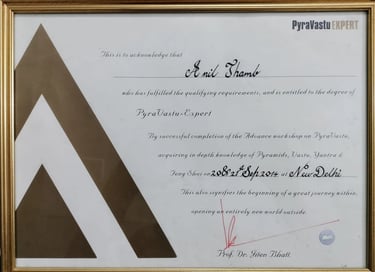 PyraVastu EXPERT
This is to acknowledge that
Anil Thamb
who has fulfilled the qualifying requirements, and is entitled to the degree of
PyraVastu-Expert
By successful completion of the Advance workshop on PyraVastu,
acquiring in depth knowledge of Pyramids, Vastu, Yantra &
Feng Shui on 20& 21st Sep 2014 at New Delhi
This also signifies the beginning of a great journey within,
opening an entirely new world outside.
Prof. Dr. Jiten Bhatt